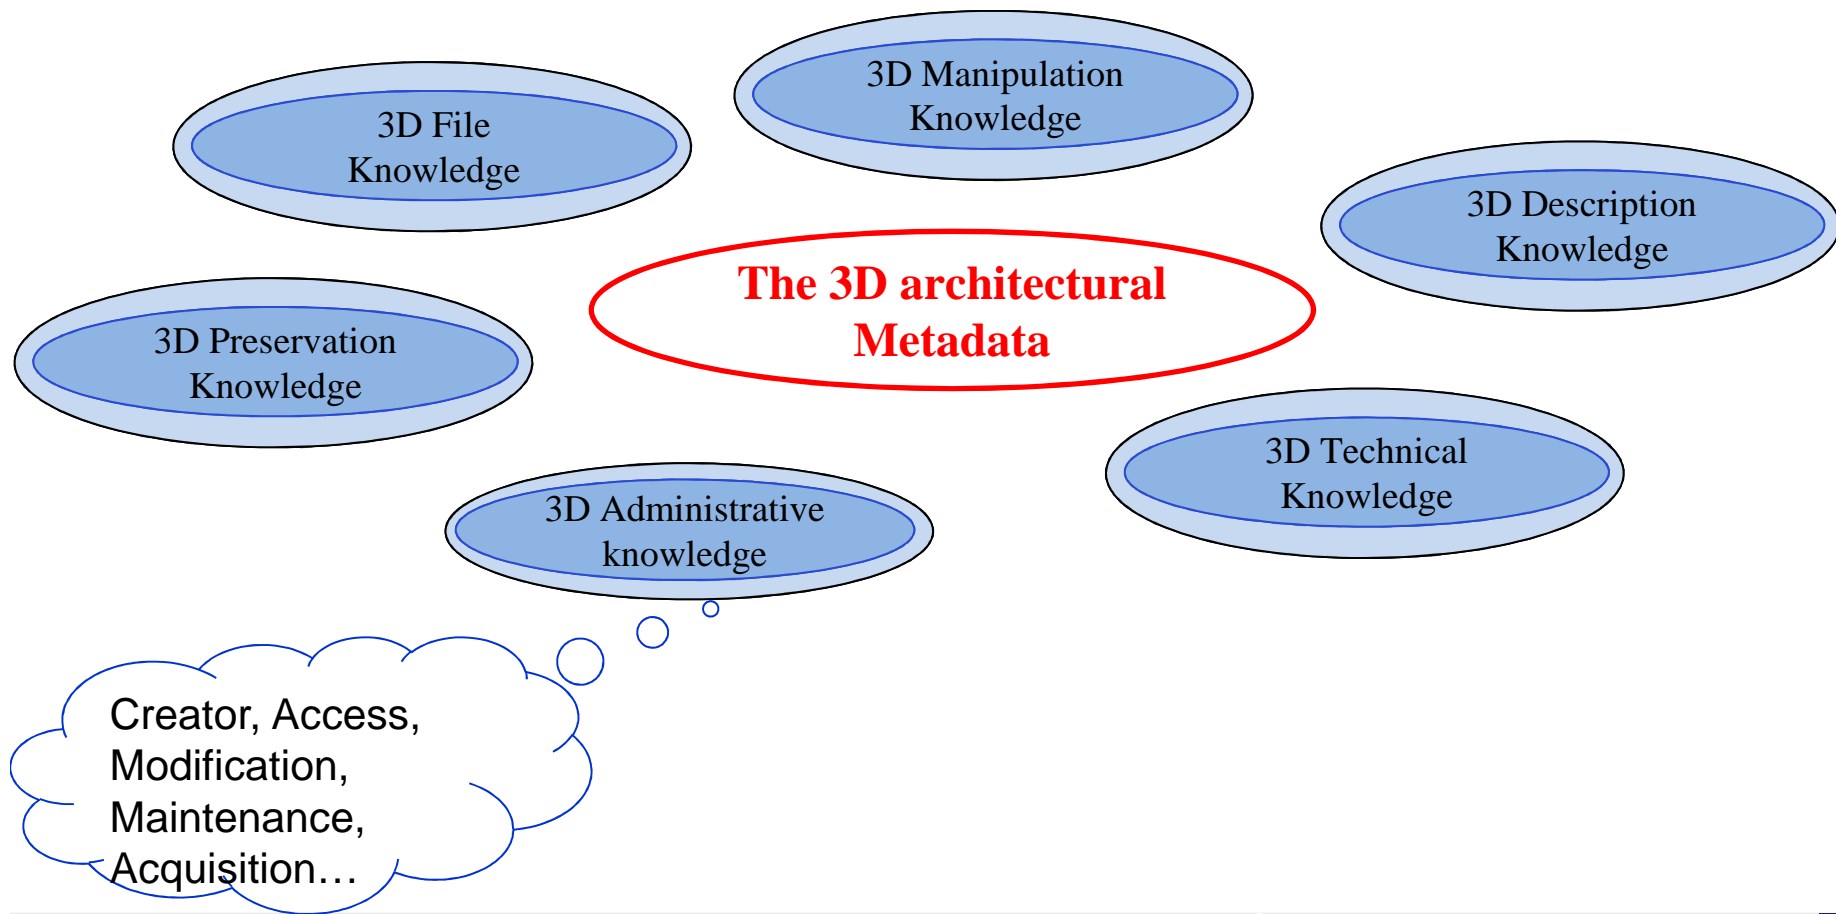 3D Manipulation
Knowledge
3D File
Knowledge
3D Description
Knowledge
The 3D architectural
Metadata
3D Preservation
Knowledge
3D Technical
Knowledge
3D Administrative
knowledge
Creator, Access,
Modification,
Maintenance,
Acquisition…